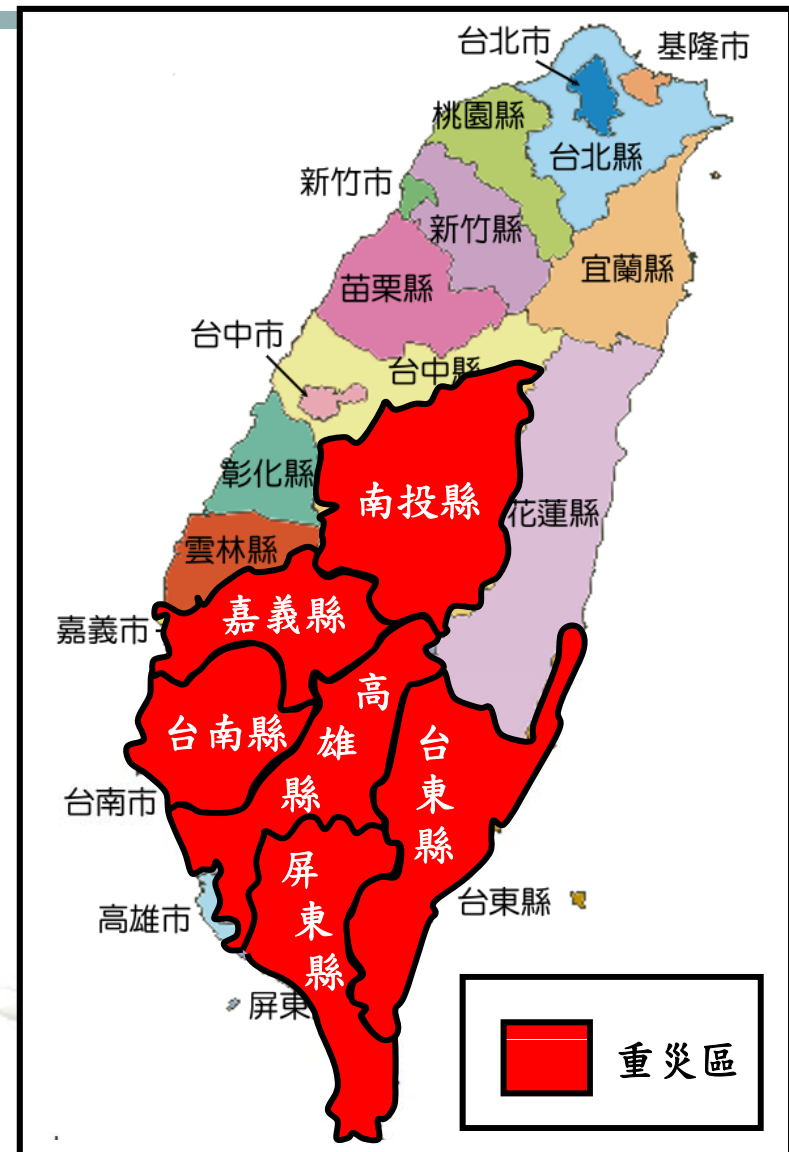 台北市
基隆市
桃園縣
台北縣
新竹市
新竹縣
宜蘭縣
苗栗縣
台中市
台中縣
彰化縣
南投縣
花蓮縣
雲林縣
嘉義縣
嘉義市
高雄縣
台南縣
台東縣
台南市
屏東縣
台東縣
高雄市
屏東
重災區